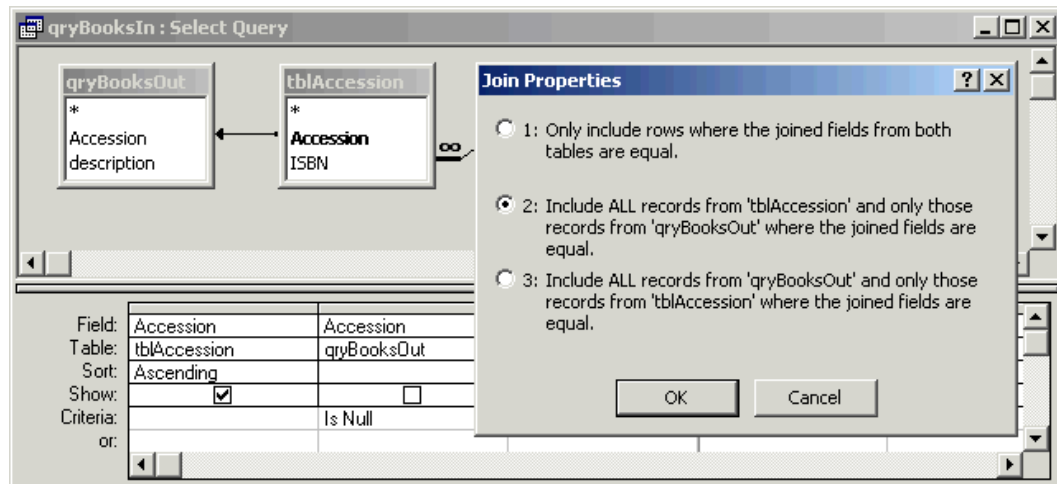 qryBooksIn : Select Query
qryBooksOut
*
Accession
description
tblAccession
*
Accession
ISBN
∞
Join Properties
1: Only include rows where the joined fields from both
tables are equal.
2: Include ALL records from 'tblAccession' and only those
records from 'qryBooksOut' where the joined fields are
equal.
3: Include ALL records from 'qryBooksOut' and only those
records from 'tblAccession' where the joined fields are
equal.
OK Cancel
Field: Accession Accession
Table: tblAccession qryBooksOut
Sort: Ascending
Show:
Criteria: Is Null
or: